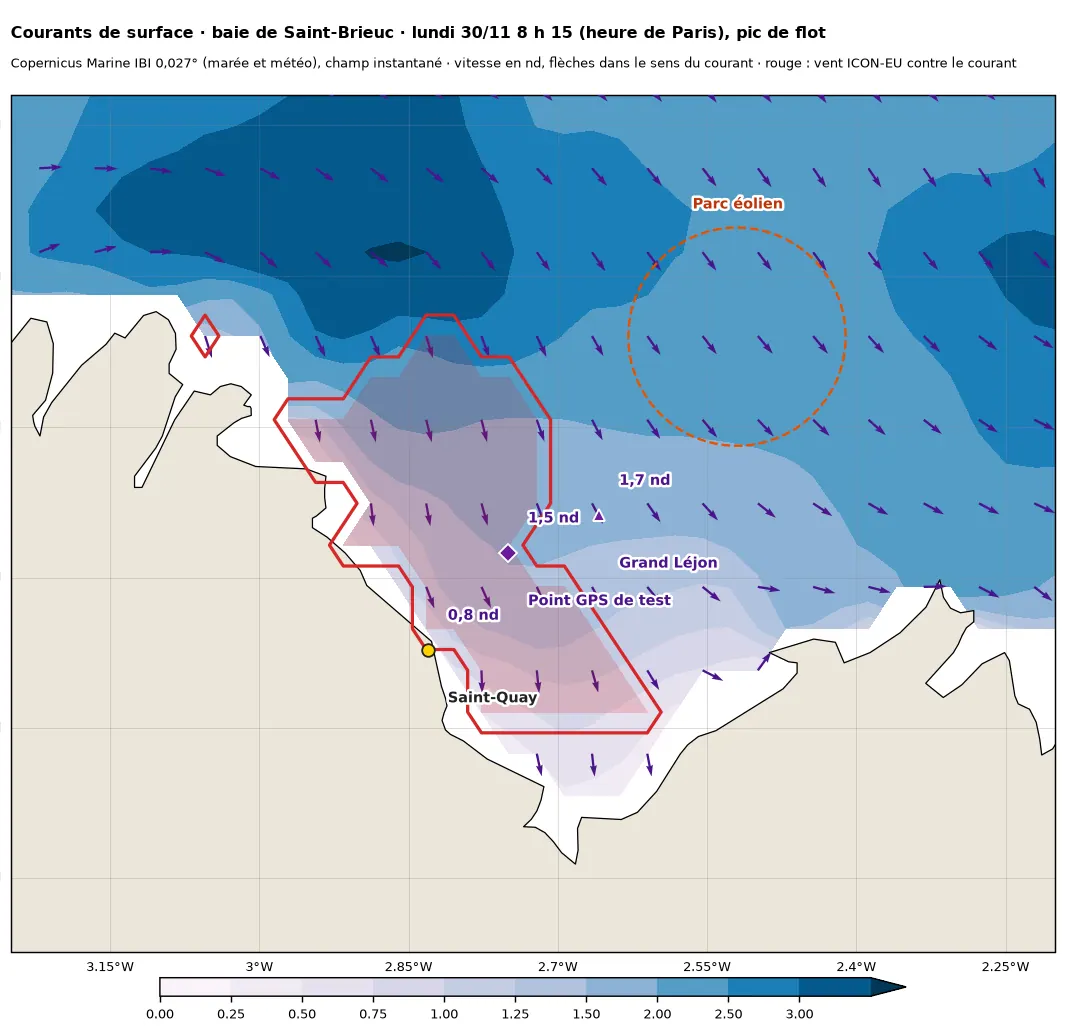 Courants de surface · baie de Saint-Brieuc · lundi 30/11 8 h 15 (heure de Paris), pic de flot
Copernicus Marine IBI 0,027° (marée et météo), champ instantané · vitesse en nd, flèches dans le sens du courant · rouge : vent ICON-EU contre le courant
Parc éolien
1,7 nd
1,5 nd
Grand Léjon
Point GPS de test
0,8 nd
Saint-Quay
3.15°W 3°W 2.85°W 2.7°W 2.55°W 2.4°W 2.25°W
0.00 0.25 0.50 0.75 1.00 1.25 1.50 2.00 2.50 3.00